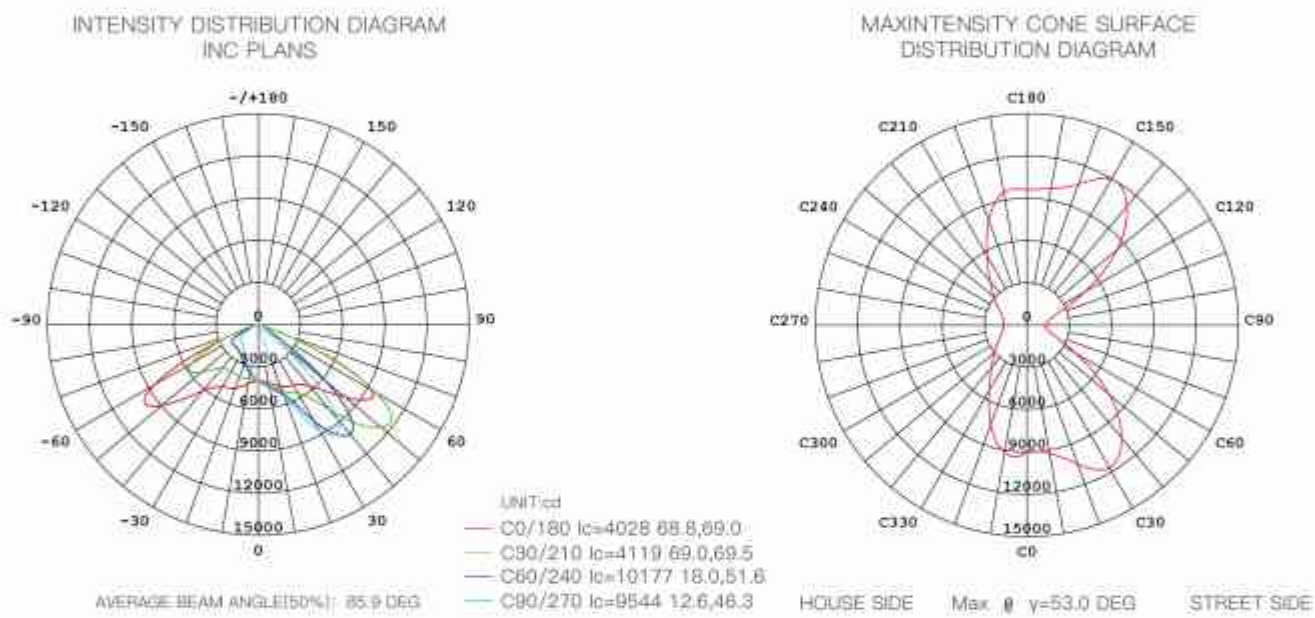 INTENSITY DISTRIBUTION DIAGRAM
INC PLANS
-/+180
-150
150
-120
120
-90
90
-60
60
-30
30
0
0
3000
6000
9000
12000
15000
UNIT:cd
C0/180 Ic=4028 68.8,69.0
C30/210 Ic=4119 69.0,69.5
C60/240 Ic=10177 18.0,51.6
C90/270 Ic=9544 12.6,46.3
AVERAGE BEAM ANGLE(50%): 85.9 DEG
MAXINTENSITY CONE SURFACE
DISTRIBUTION DIAGRAM
C180
C210
C150
C240
C120
C270
C90
C300
C60
C330
C30
C0
0
3000
6000
9000
12000
15000
HOUSE SIDE
Max @ γ=53.0 DEG
STREET SIDE